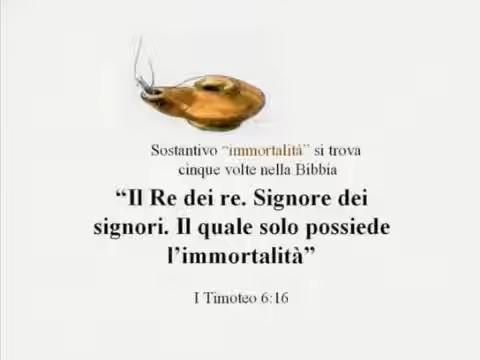 Sostantivo “immortalità” si trova
cinque volte nella Bibbia
“Il Re dei re. Signore dei
signori. Il quale solo possiede
l’immortalità”
I Timoteo 6:16